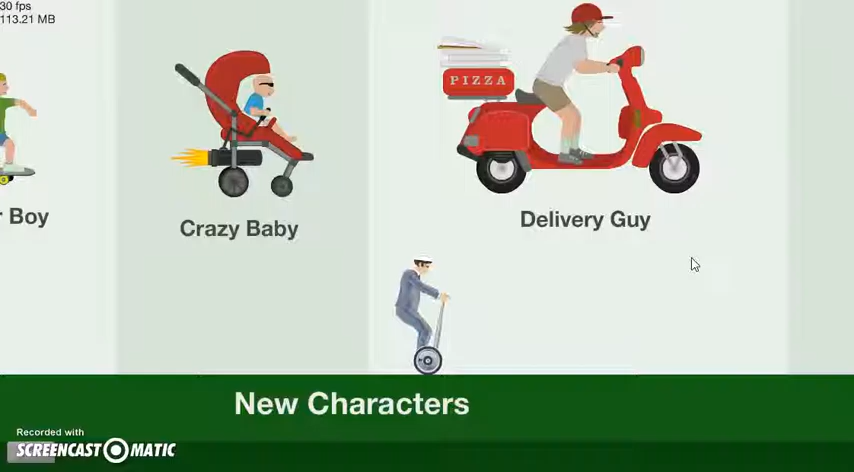 30 fps
113.21 MB
PIZZA
r Boy
Crazy Baby
Delivery Guy
New Characters
Recorded with
SCREENCAST MATIC